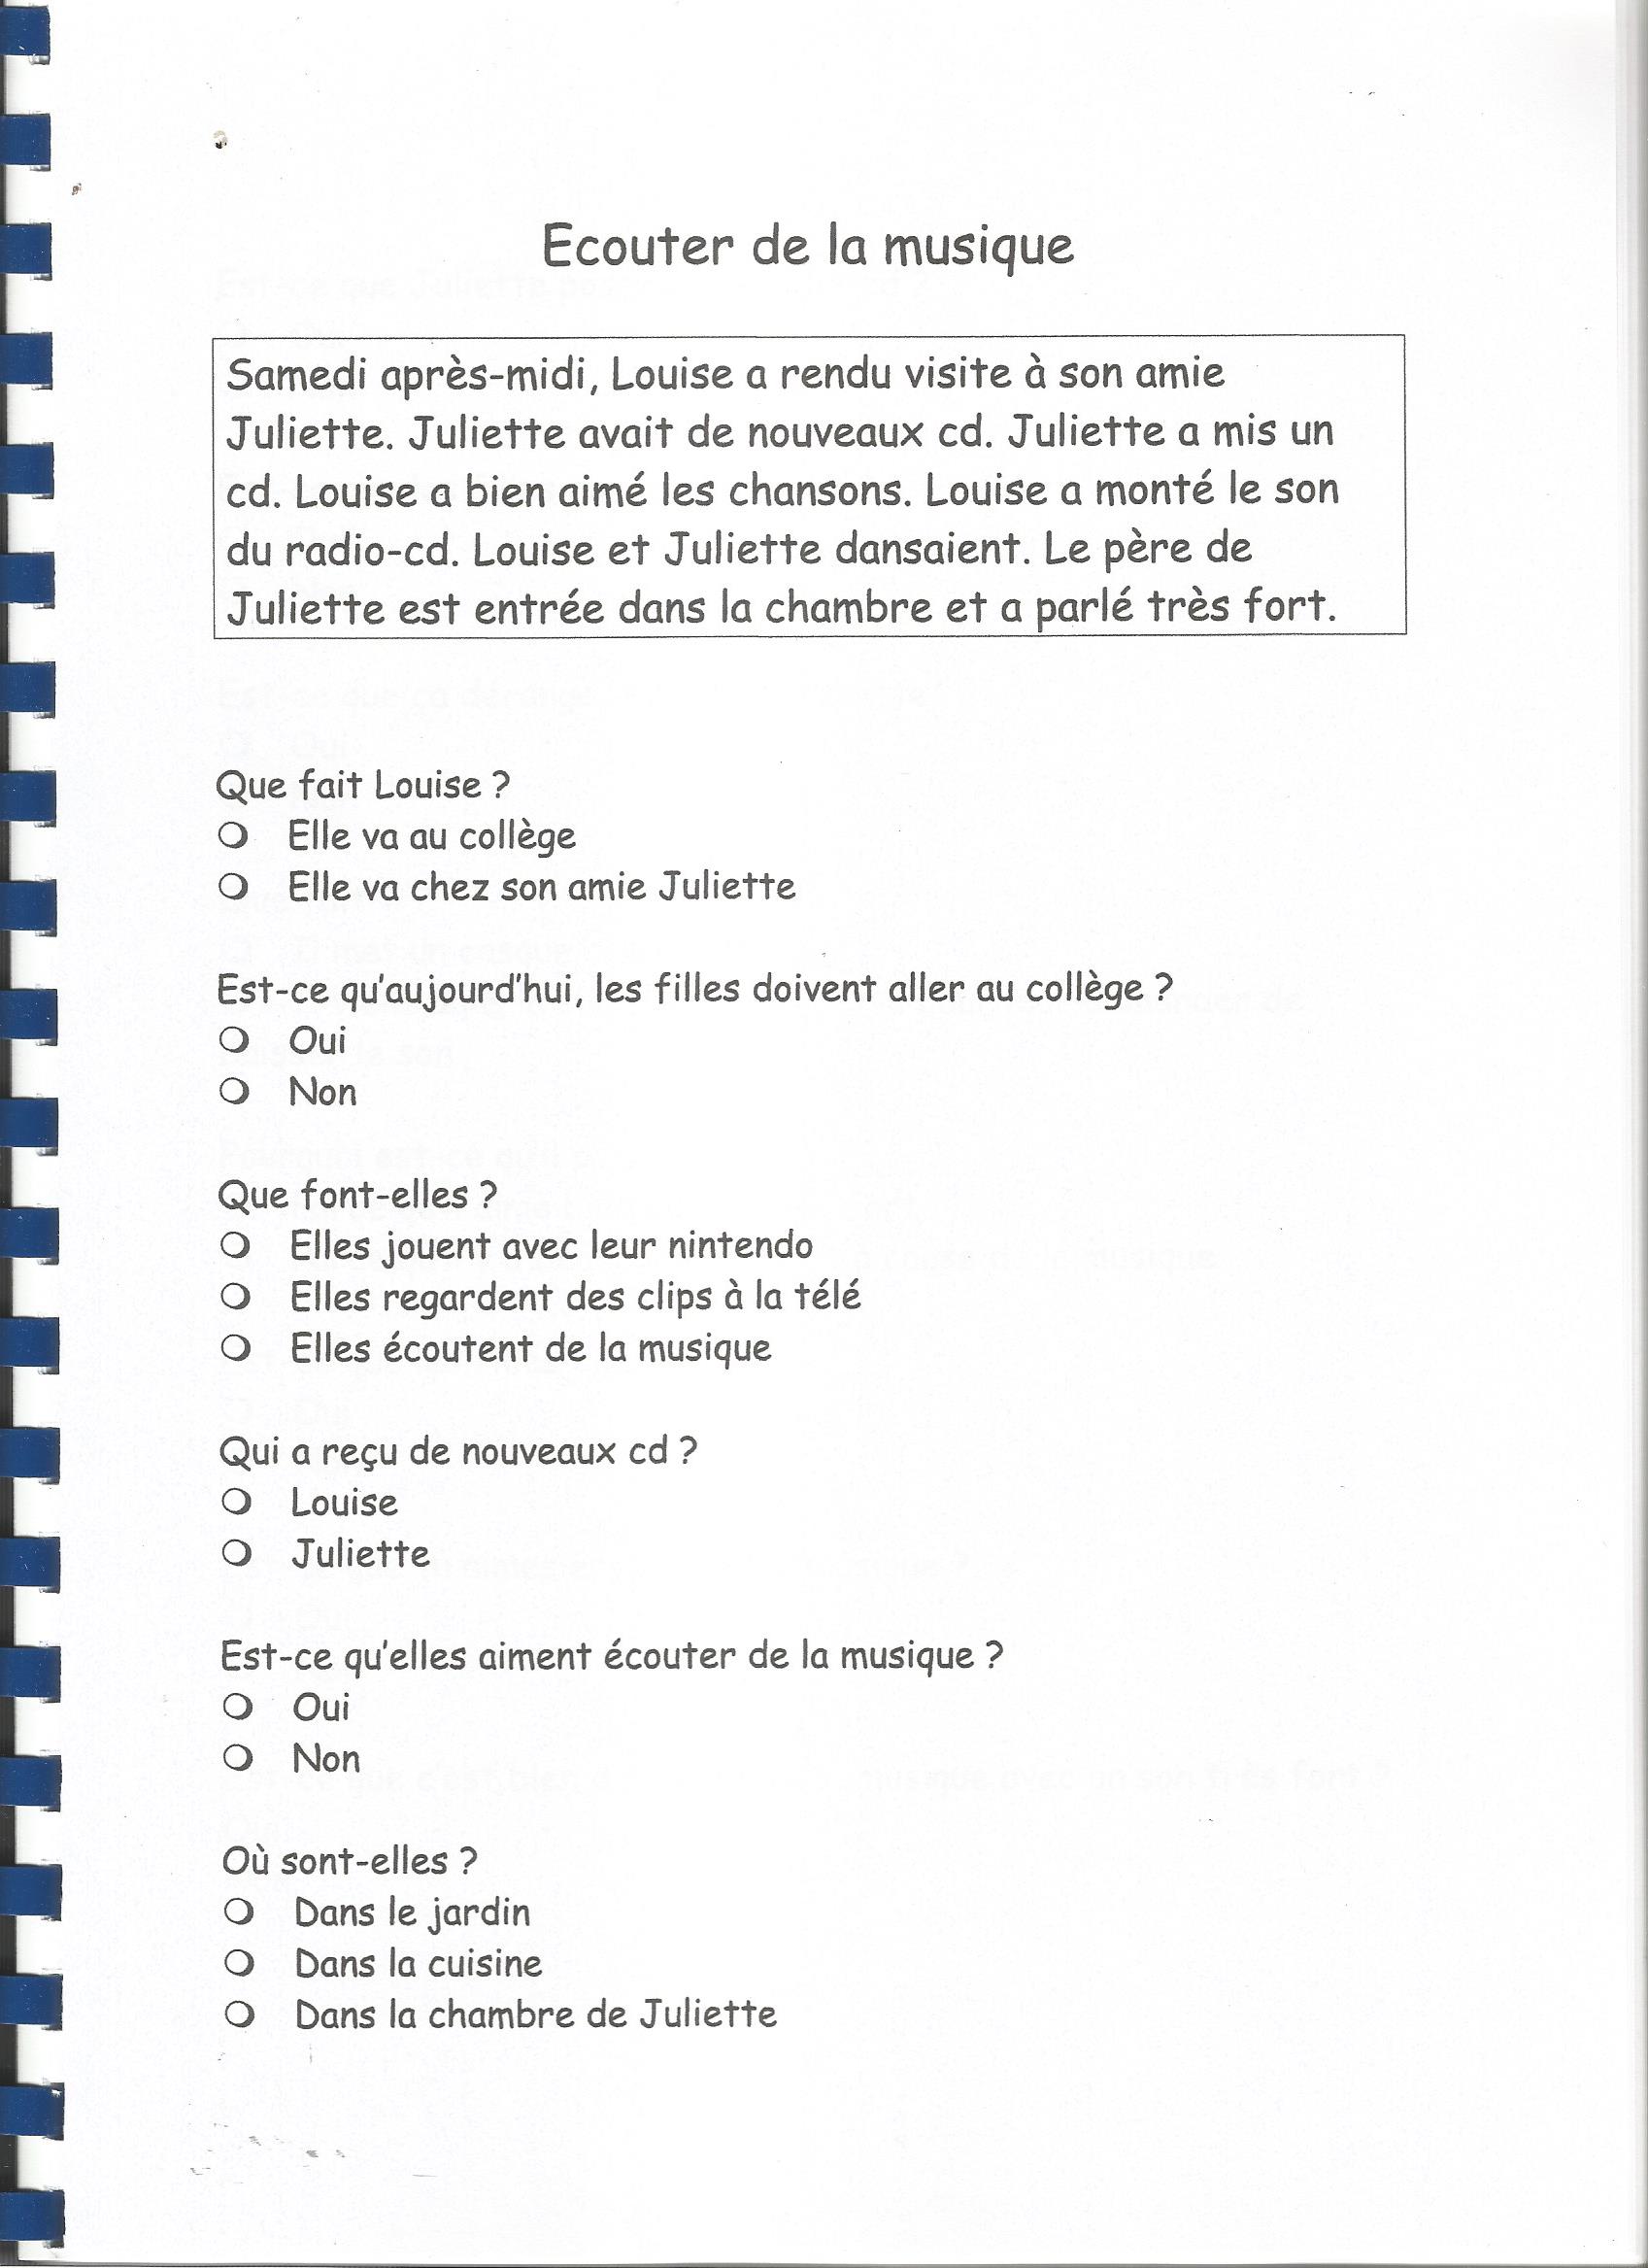 Ecouter de la musique
Samedi après-midi, Louise a rendu visite à son amie
Juliette. Juliette avait de nouveaux cd. Juliette a mis un
cd. Louise a bien aimé les chansons. Louise a monté le son
du radio-cd. Louise et Juliette dansaient. Le père de
Juliette est entrée dans la chambre et a parlé très fort.
Que fait Louise ?
O Elle va au collège
O Elle va chez son amie Juliette
Est-ce qu'aujourd'hui, les filles doivent aller au collège ?
O Oui
O Non
Que font-elles ?
O Elles jouent avec leur nintendo
O Elles regardent des clips à la télé
O Elles écoutent de la musique
Qui a reçu de nouveaux cd ?
O Louise
O Juliette
Est-ce qu'elles aiment écouter de la musique ?
O Oui
O Non
Où sont-elles ?
O Dans le jardin
O Dans la cuisine
O Dans la chambre de Juliette